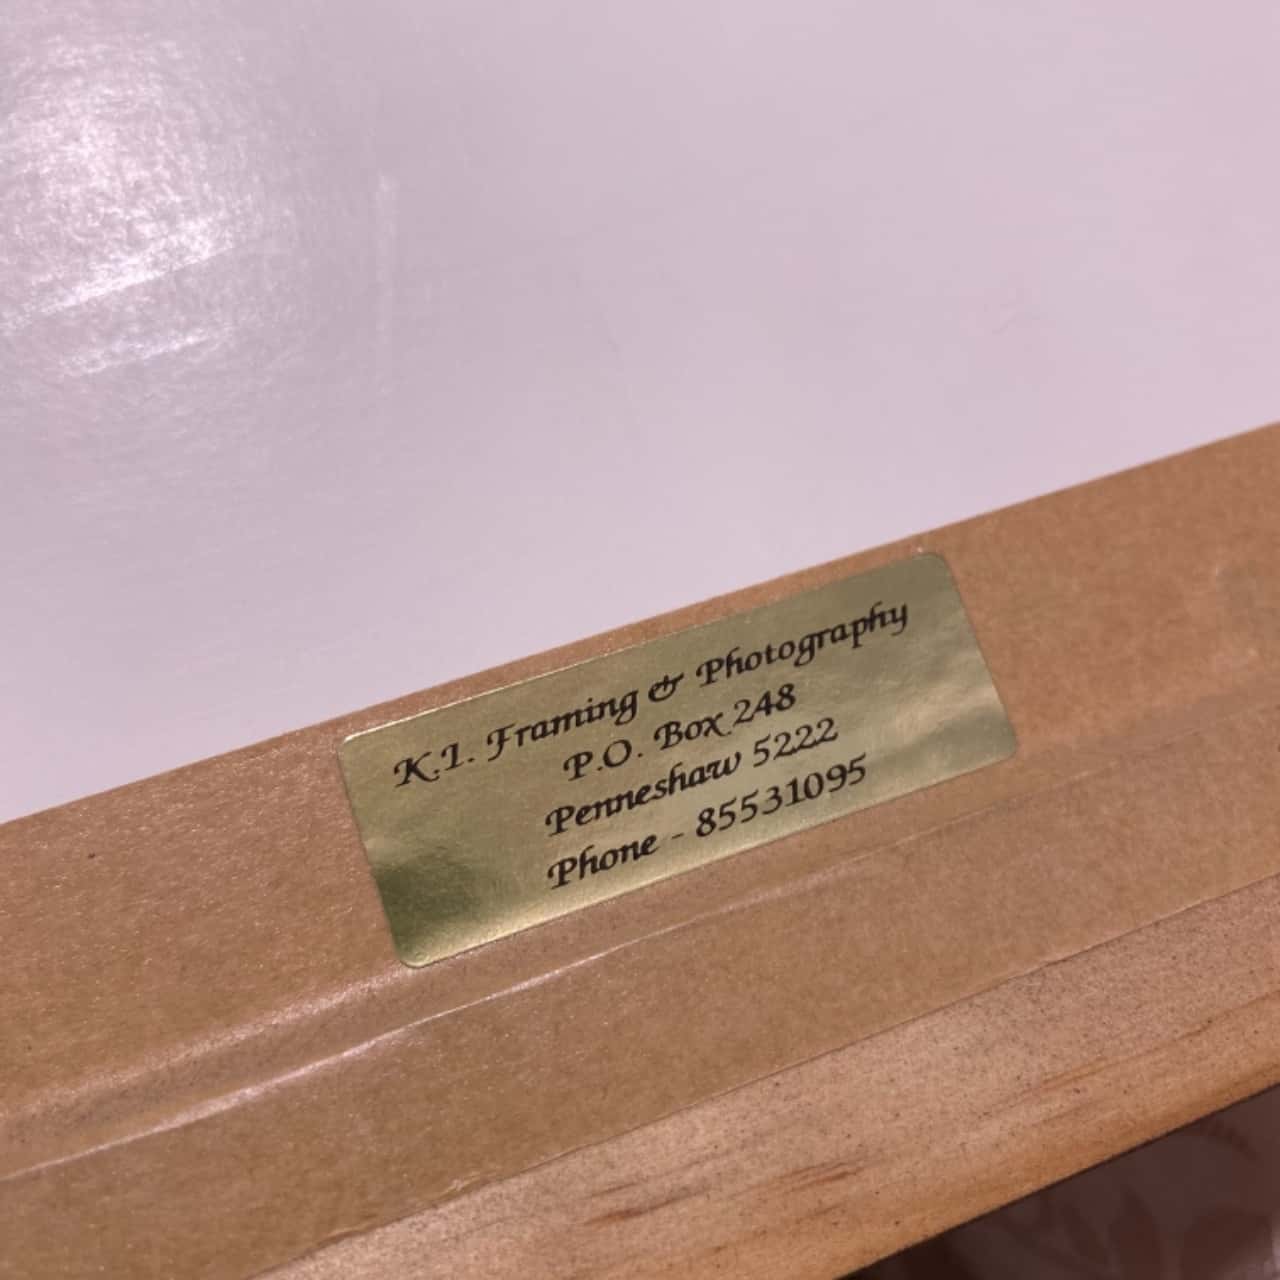 K.I. Framing & Photography
P.O. Box 248
Penneshaw 5222
Phone - 85531095